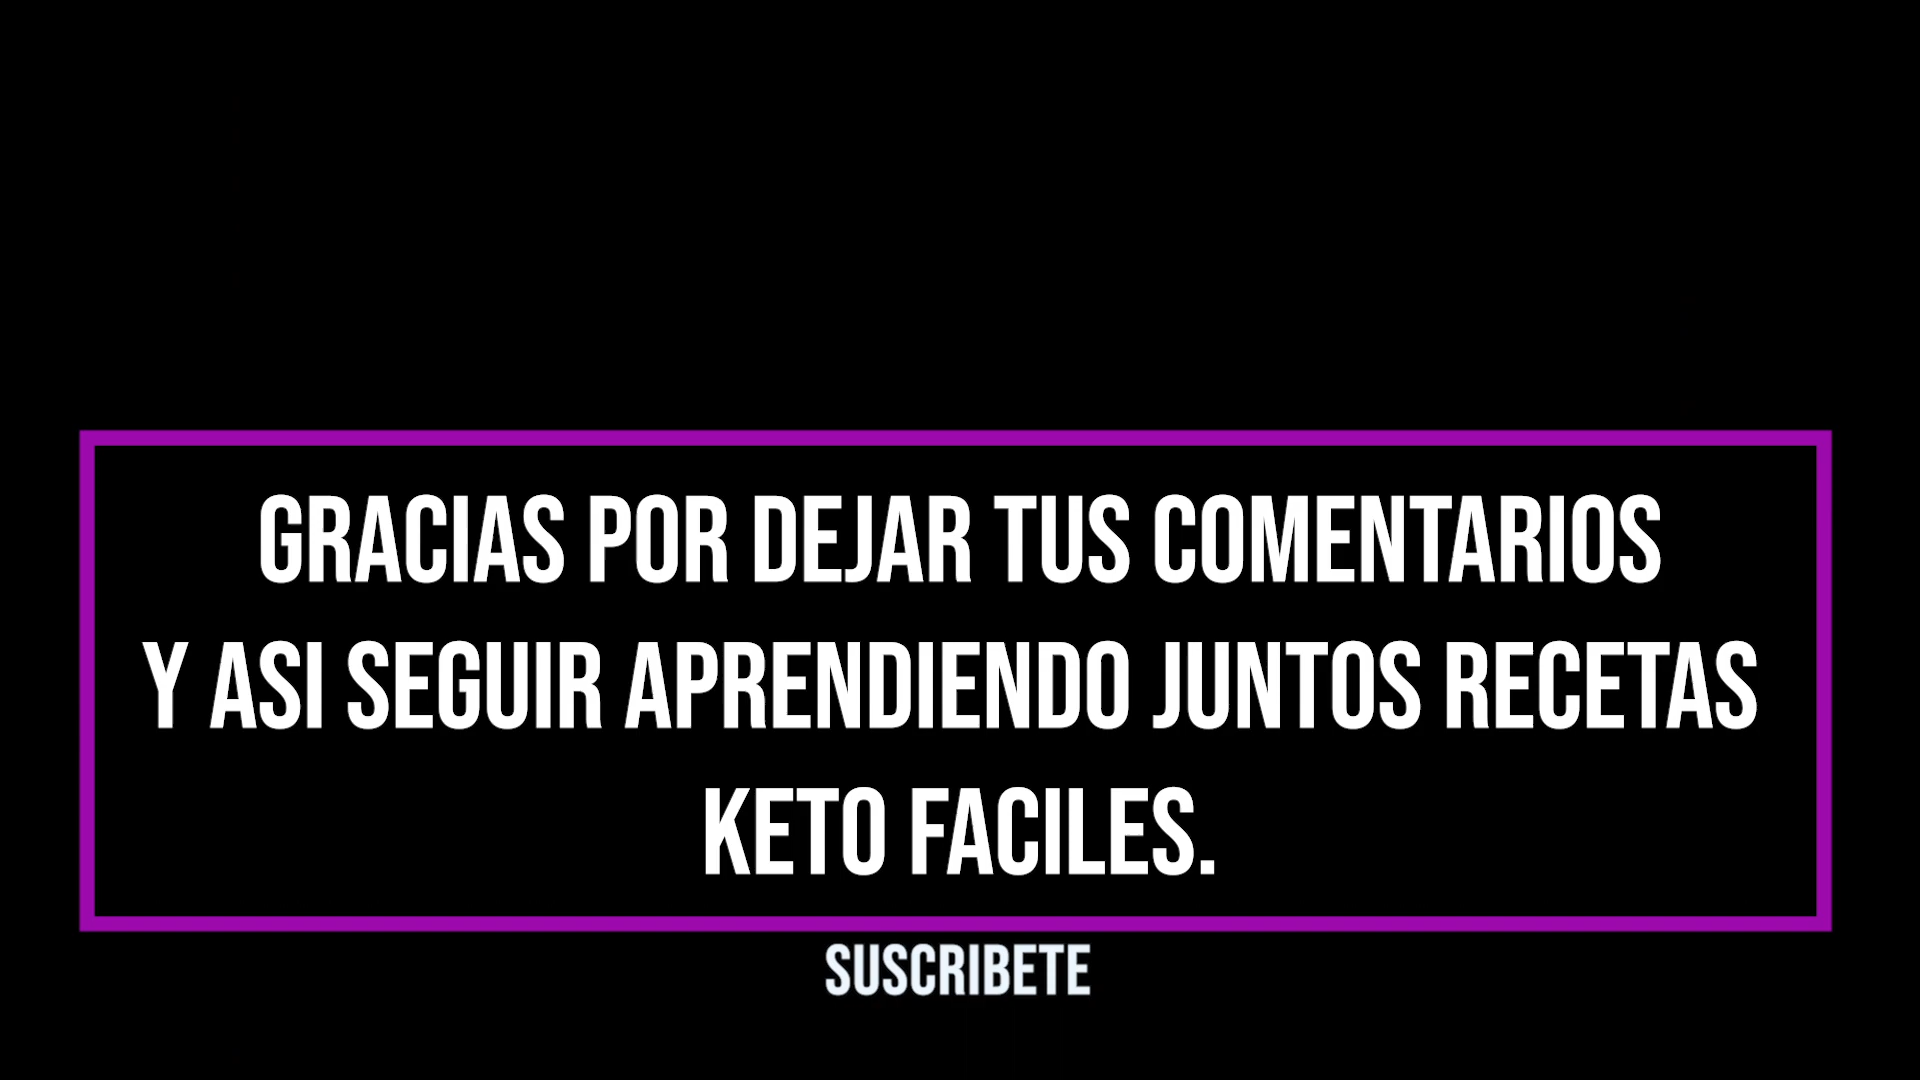 GRACIAS POR DEJAR TUS COMENTARIOS
Y ASI SEGUIR APRENDIENDO JUNTOS RECETAS
KETO FACILES.
SUSCRIBETE